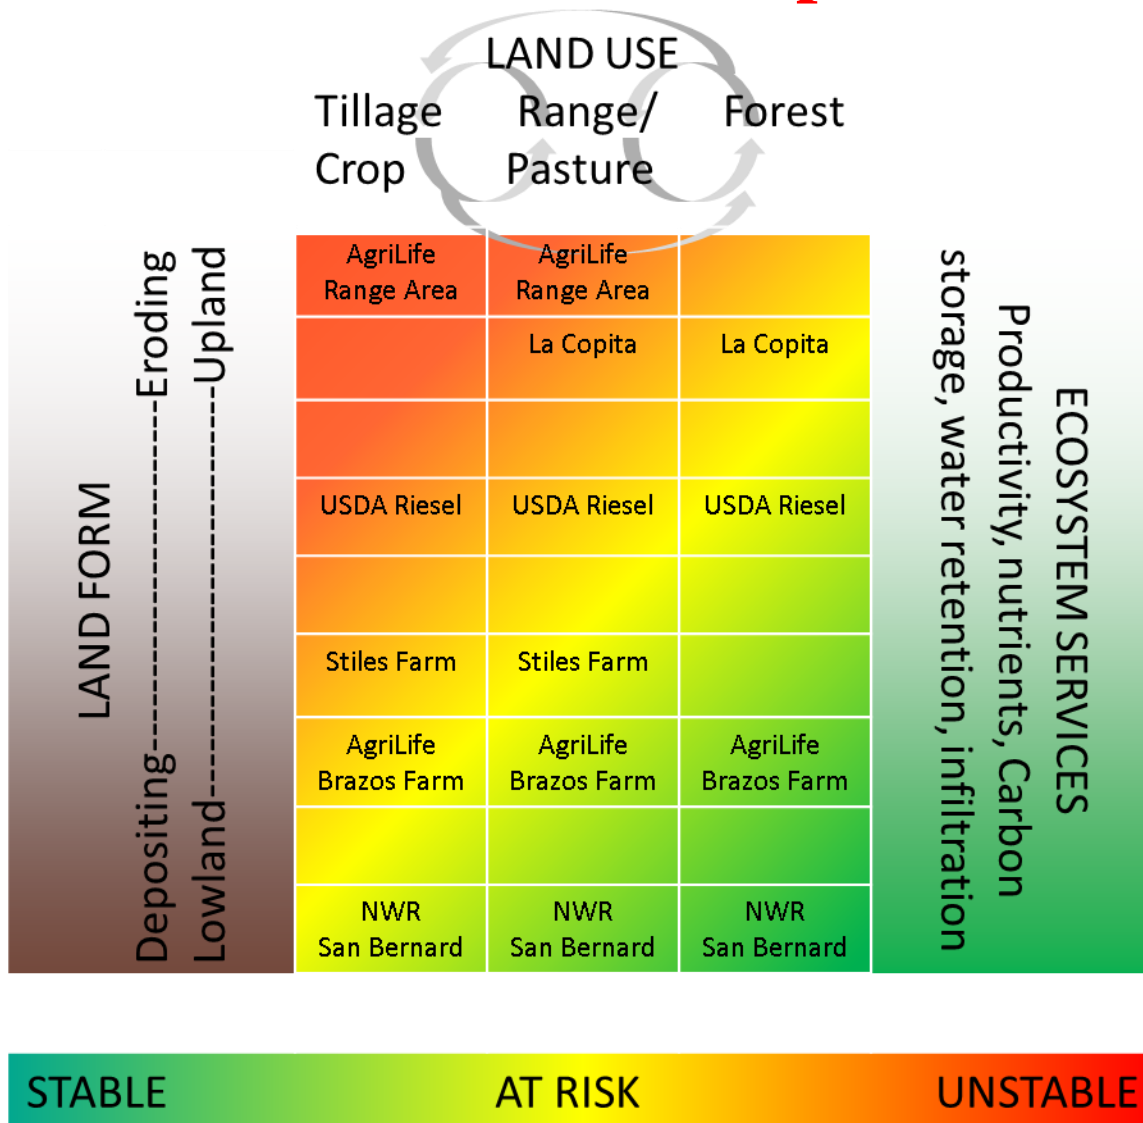 LAND USE
Tillage
Crop
Range/
Pasture
Forest
LAND FORM
Depositing-----------------------Eroding
Lowland---------------------------Upland
AgriLife
Range Area
AgriLife
Range Area
La Copita
La Copita
USDA Riesel
USDA Riesel
USDA Riesel
Stiles Farm
Stiles Farm
AgriLife
Brazos Farm
AgriLife
Brazos Farm
AgriLife
Brazos Farm
NWR
San Bernard
NWR
San Bernard
NWR
San Bernard
ECOSYSTEM SERVICES
Productivity, nutrients, Carbon
storage, water retention, infiltration
STABLE
AT RISK
UNSTABLE